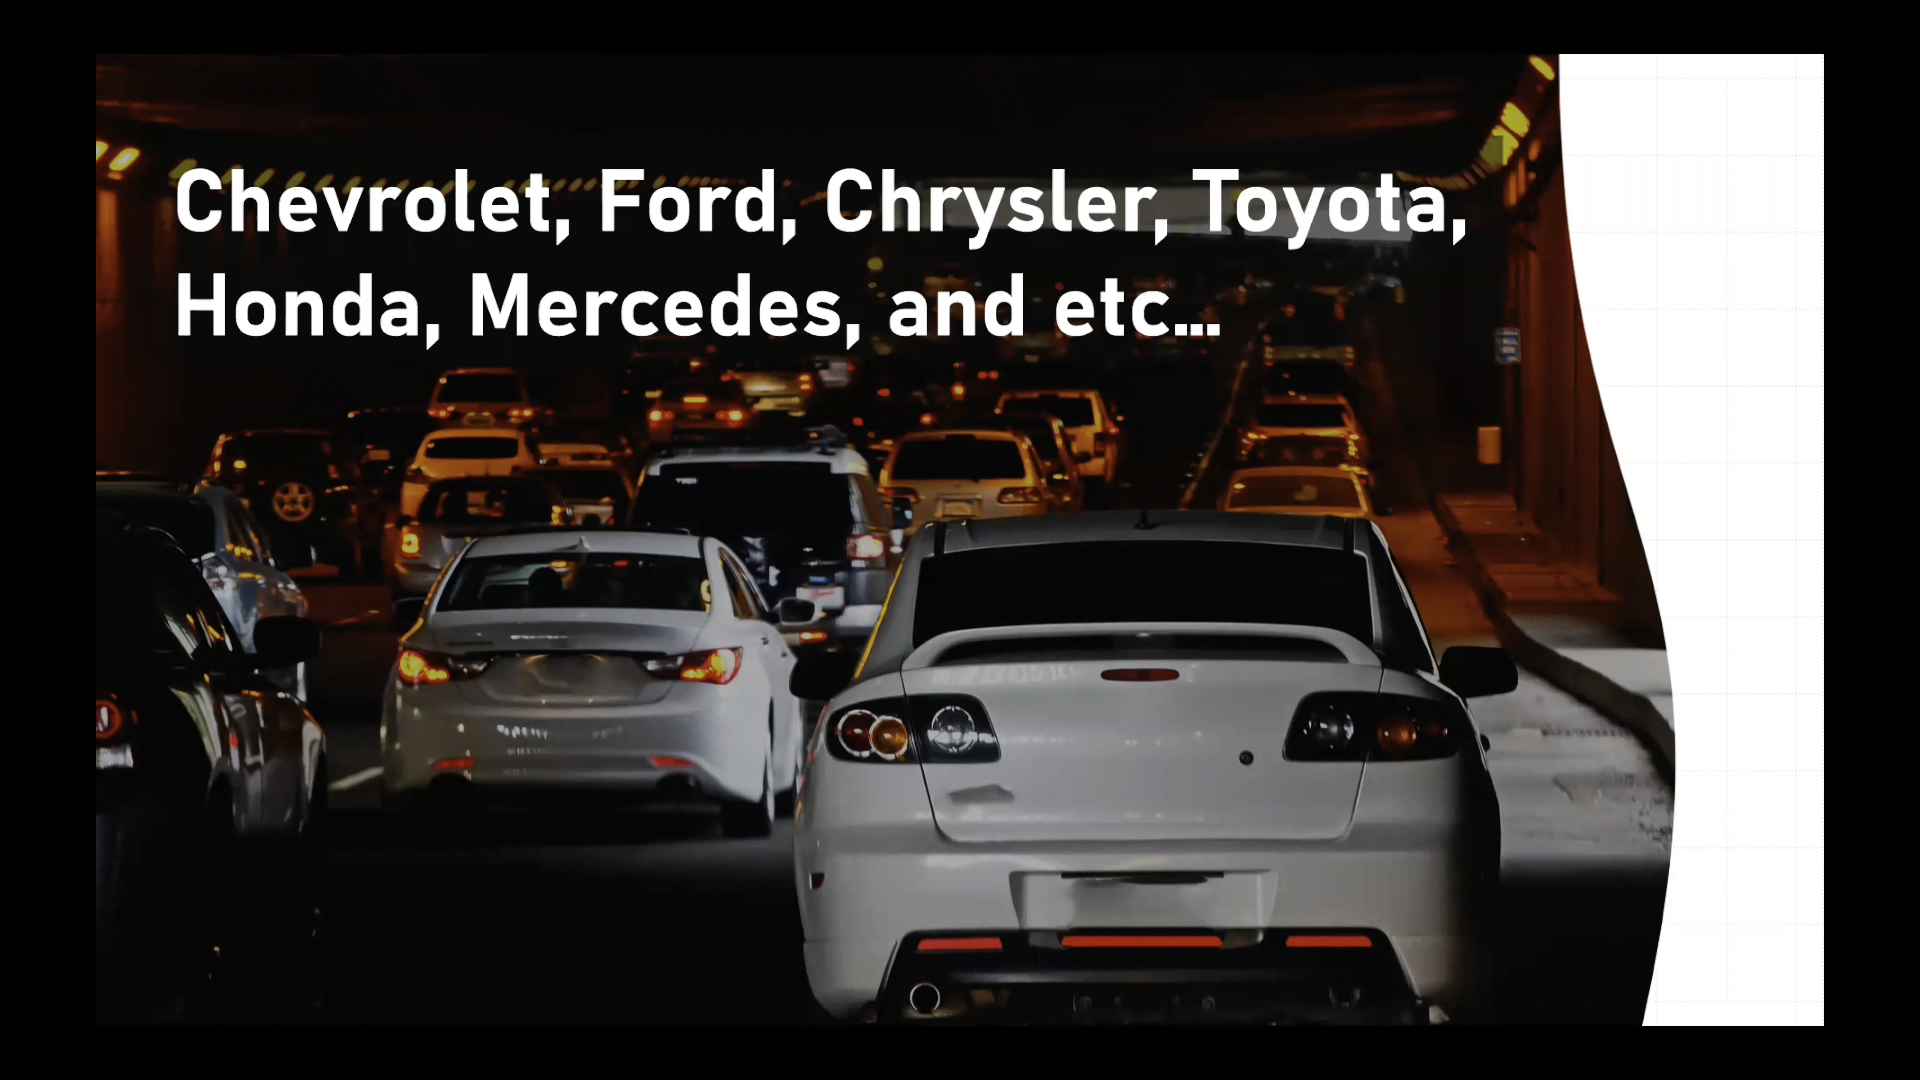 Chevrolet, Ford, Chrysler, Toyota,
Honda, Mercedes, and etc...